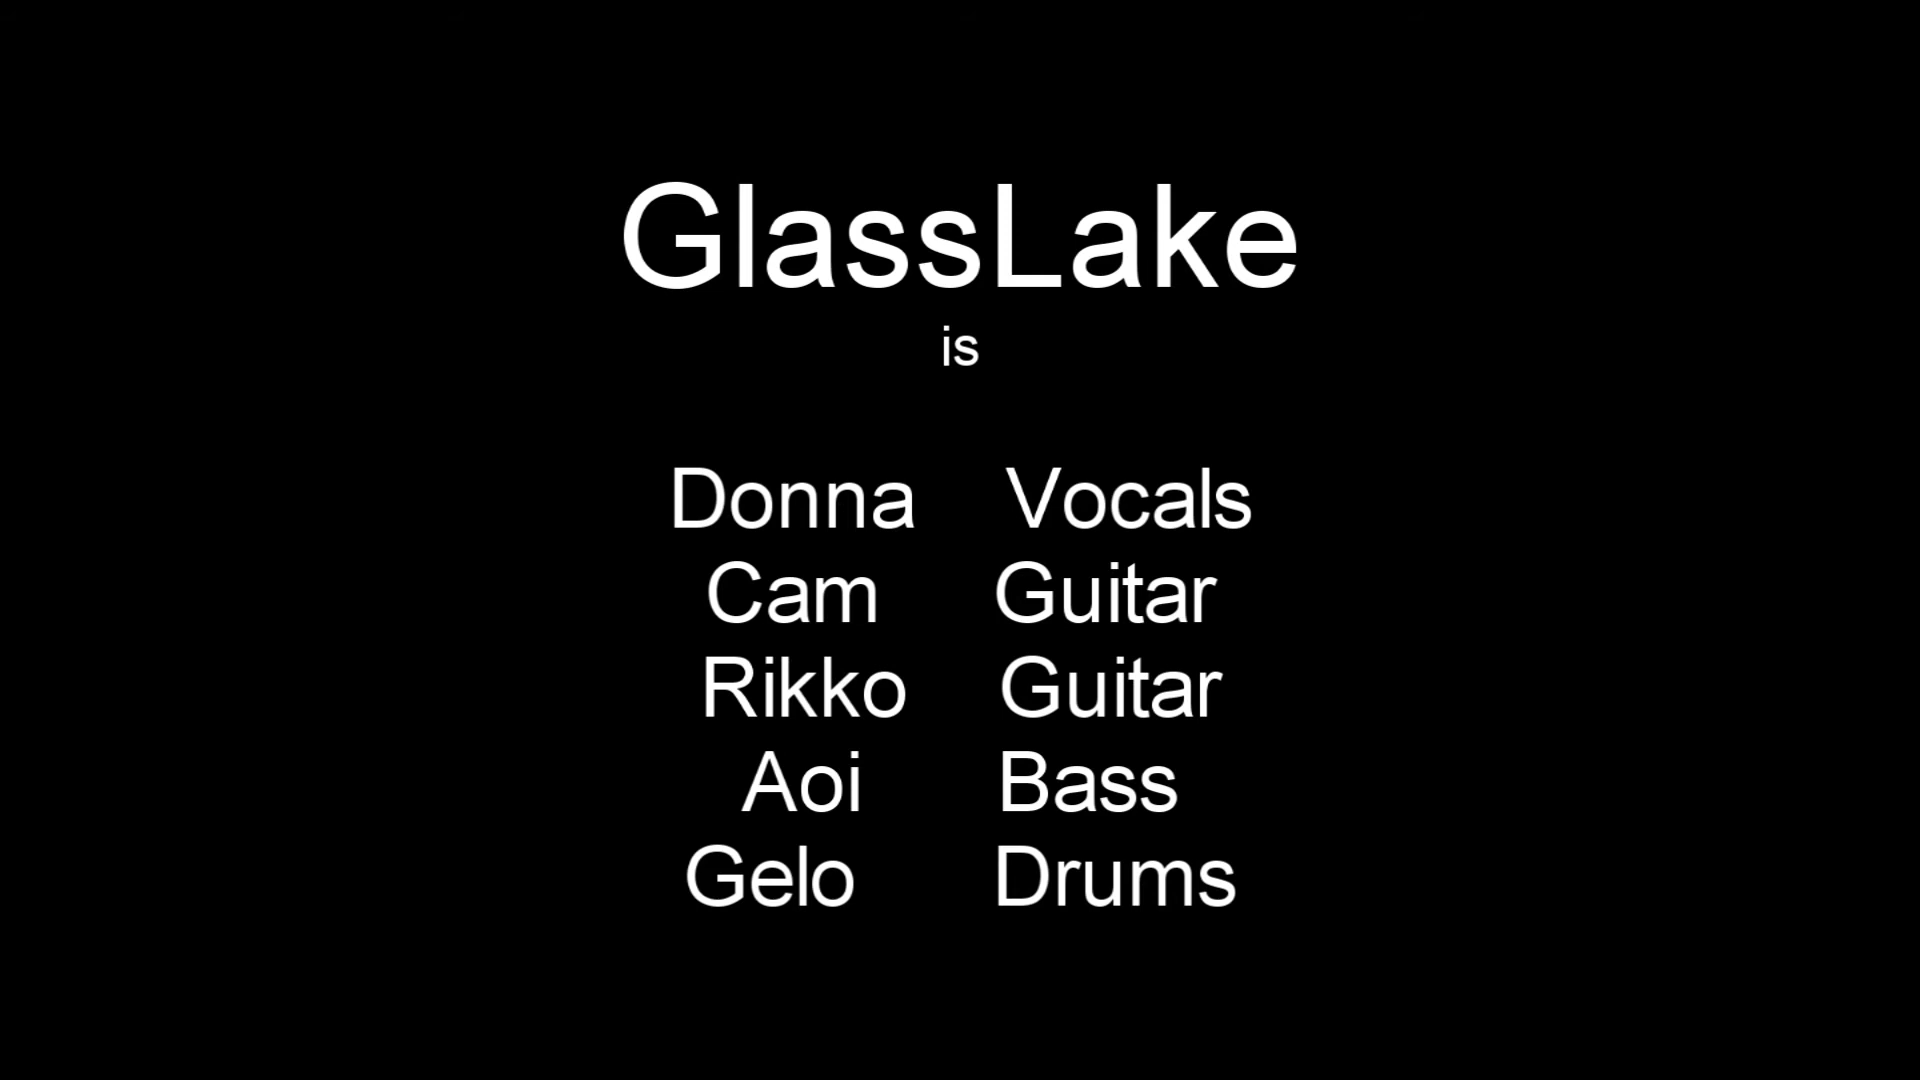 GlassLake
is
Donna Vocals
Cam Guitar
Rikko Guitar
Aoi Bass
Gelo Drums